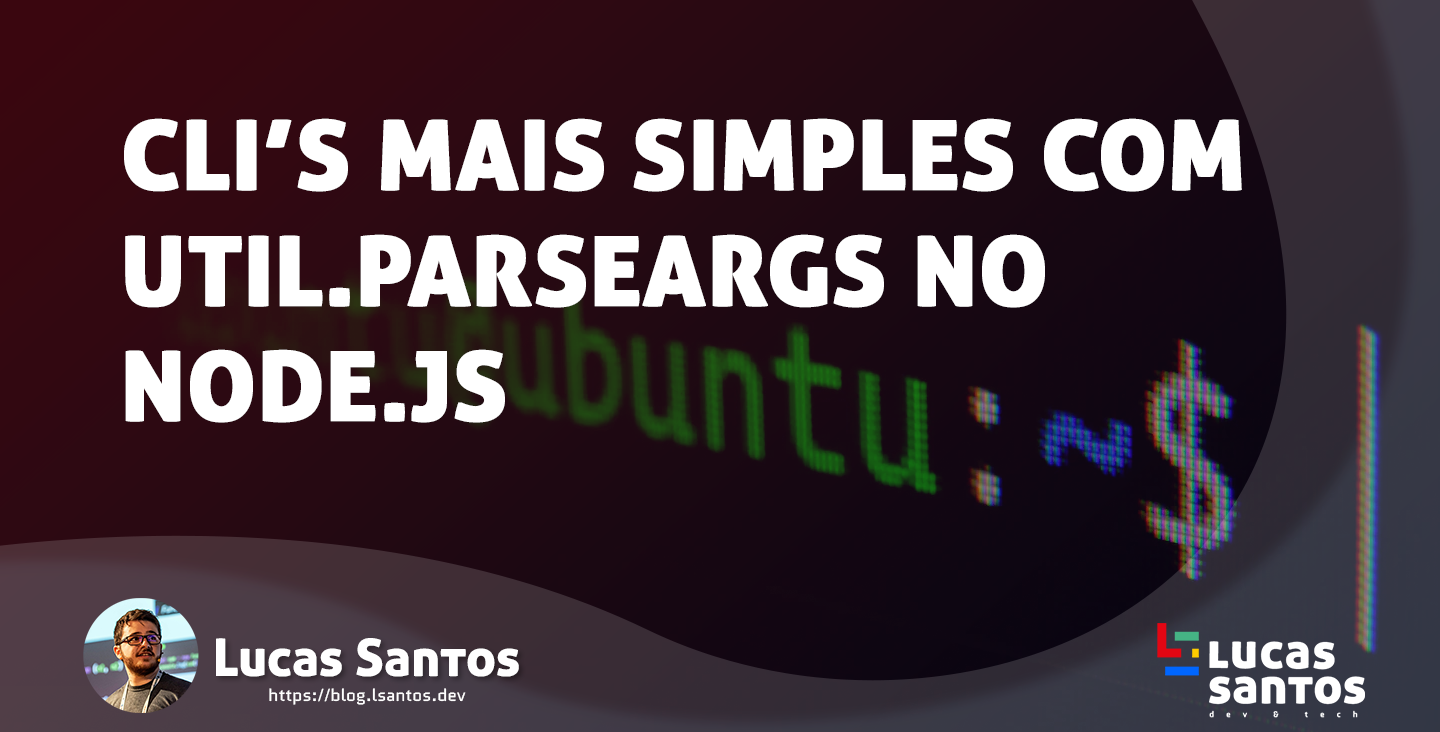 CLI’S MAIS SIMPLES COM
UTIL.PARSEARGS NO
NODE.JS
ubuntu:~$
Lucas Santos
https://blog.lsantos.dev
Lucas
santos
dev & tech